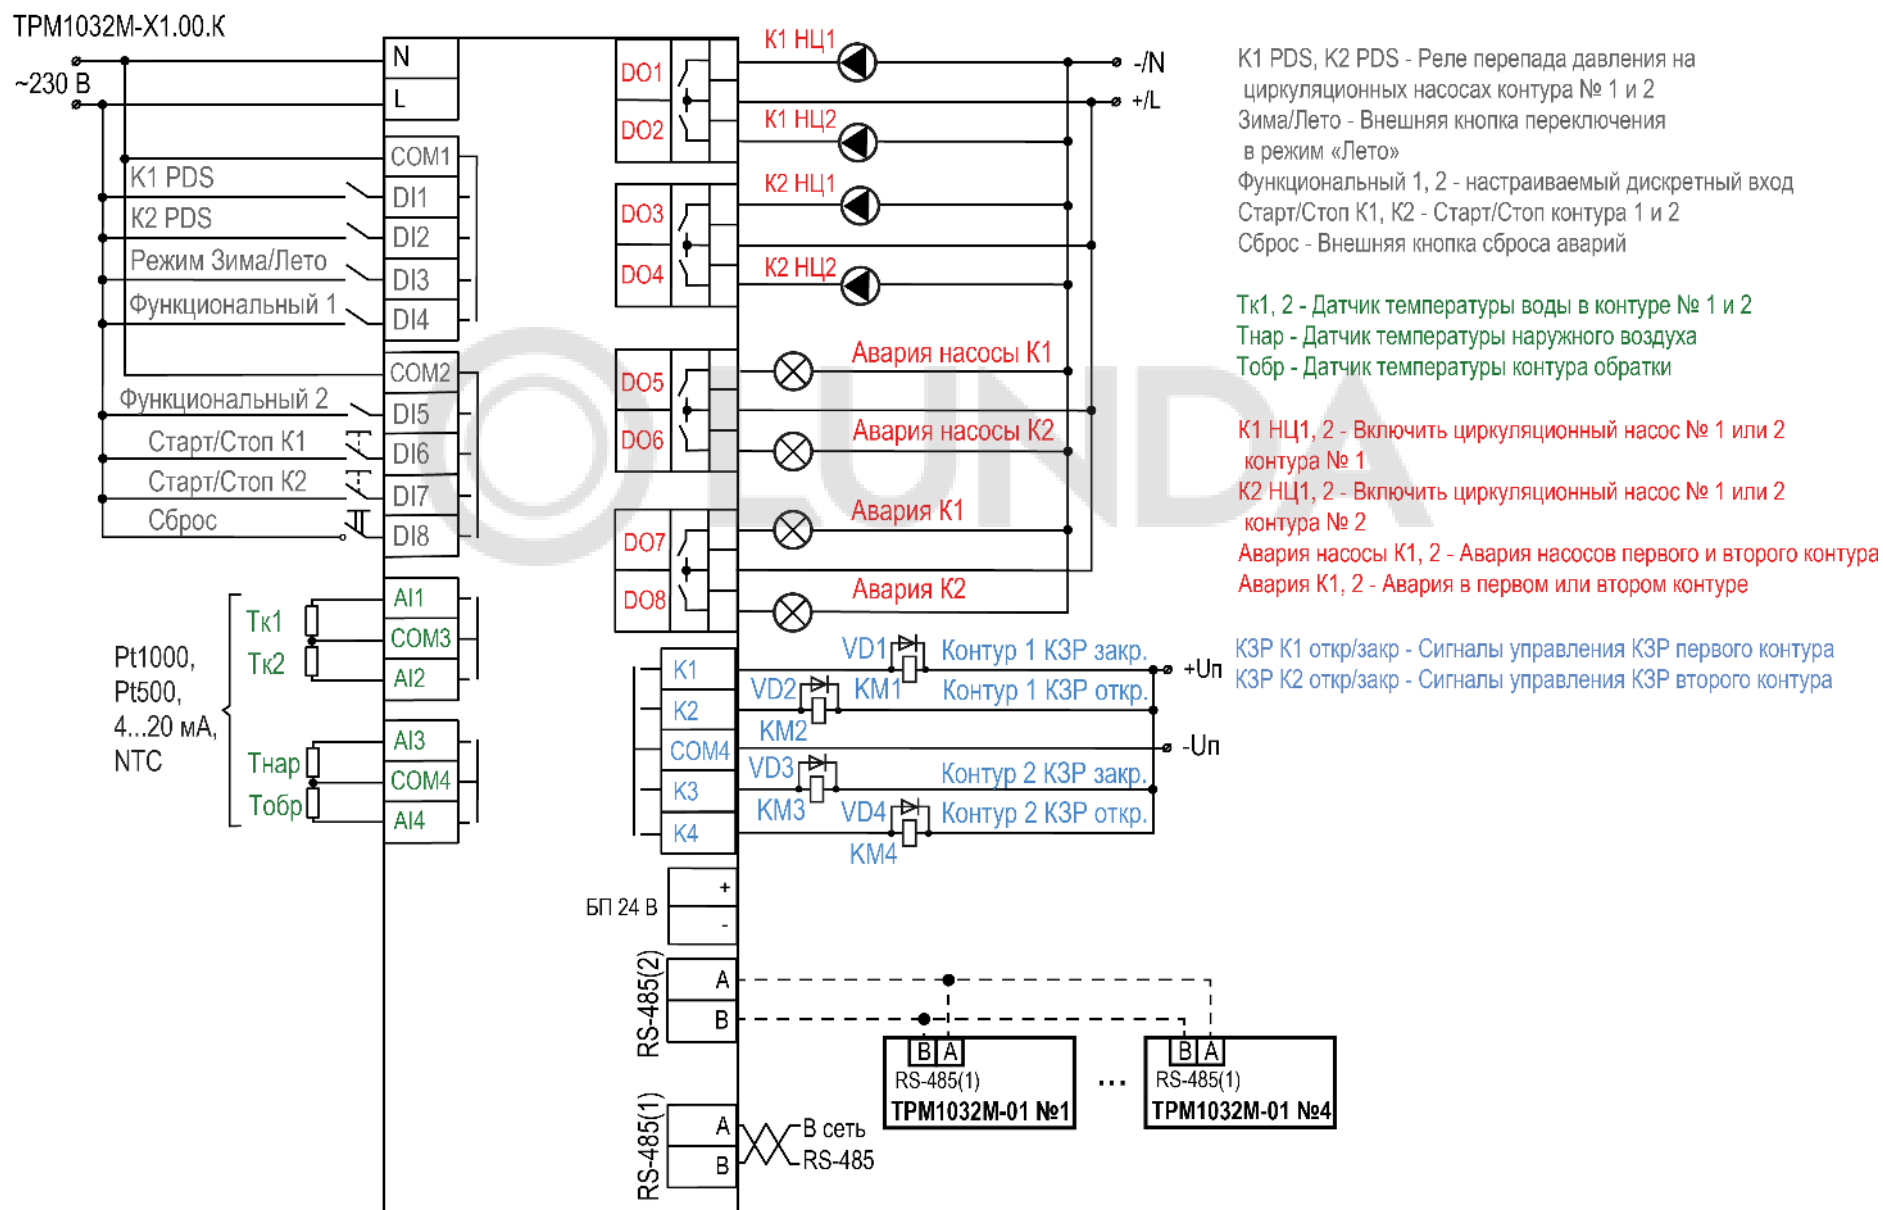 ТРМ1032М-Х1.00.К
~230 В
N
L
COM1
K1 PDS
DI1
K2 PDS
DI2
Режим Зима/Лето
DI3
Функциональный 1
DI4
COM2
Функциональный 2
DI5
Старт/Стоп К1
DI6
Старт/Стоп К2
DI7
Сброс
DI8
Pt1000,
Pt500,
4...20 мА,
NTC
Тк1
Тк2
AI1
COM3
AI2
Тнар
Тобр
AI3
COM4
AI4
DO1
К1 НЦ1
-/N
+/L
DO2
К1 НЦ2
DO3
К2 НЦ1
DO4
К2 НЦ2
DO5
Авария насосы К1
DO6
Авария насосы К2
DO7
Авария К1
DO8
Авария К2
K1
VD1
KM1
Контур 1 КЗР закр.
+Uп
K2
VD2
KM2
Контур 1 КЗР откр.
COM4
-Uп
K3
VD3
KM3
Контур 2 КЗР закр.
K4
VD4
KM4
Контур 2 КЗР откр.
БП 24 В
+
-
RS-485(2)
A
B
B A
RS-485(1)
ТРМ1032М-01 №1
...
B A
RS-485(1)
ТРМ1032М-01 №4
RS-485(1)
A
B
В сеть
RS-485
K1 PDS, K2 PDS - Реле перепада давления на
циркуляционных насосах контура № 1 и 2
Зима/Лето - Внешняя кнопка переключения
в режим «Лето»
Функциональный 1, 2 - настраиваемый дискретный вход
Старт/Стоп К1, К2 - Старт/Стоп контура 1 и 2
Сброс - Внешняя кнопка сброса аварий
Тк1, 2 - Датчик температуры воды в контуре № 1 и 2
Тнар - Датчик температуры наружного воздуха
Тобр - Датчик температуры контура обратки
К1 НЦ1, 2 - Включить циркуляционный насос № 1 или 2
контура № 1
К2 НЦ1, 2 - Включить циркуляционный насос № 1 или 2
контура № 2
Авария насосы К1, 2 - Авария насосов первого и второго контура
Авария К1, 2 - Авария в первом или втором контуре
КЗР К1 откр/закр - Сигналы управления КЗР первого контура
КЗР К2 откр/закр - Сигналы управления КЗР второго контура
LUNDA